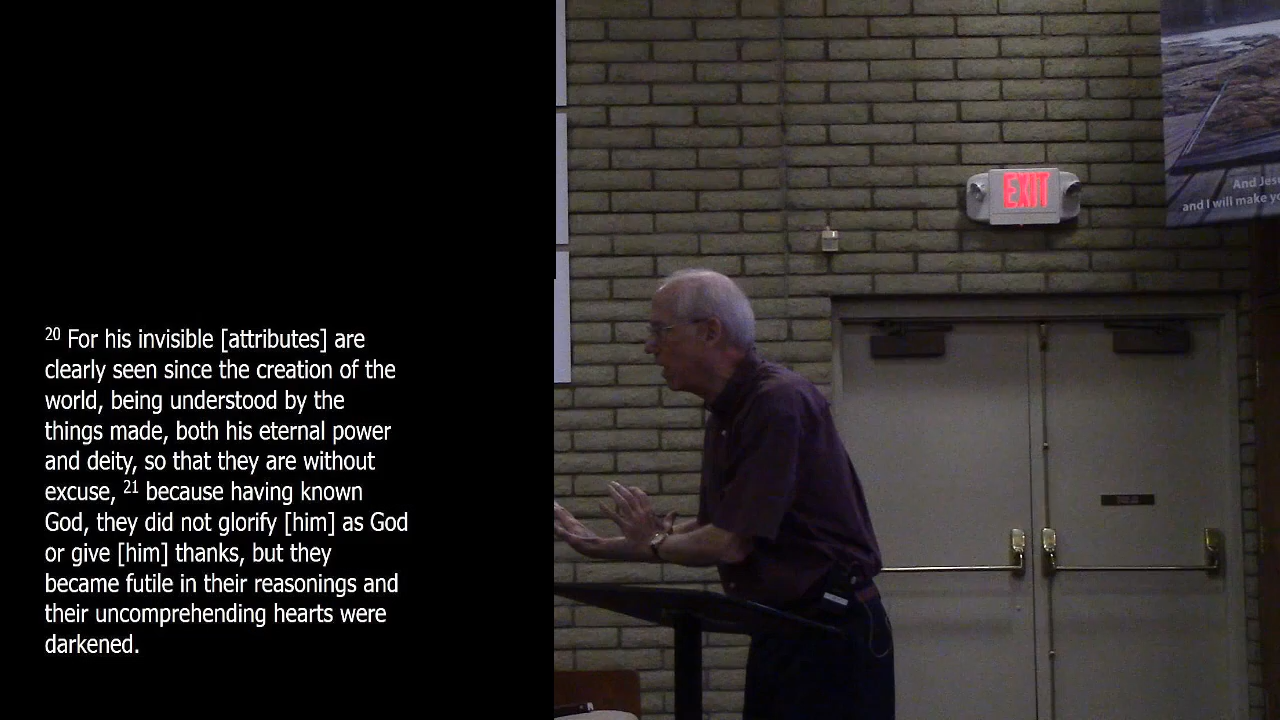 20 For his invisible [attributes] are
clearly seen since the creation of the
world, being understood by the
things made, both his eternal power
and deity, so that they are without
excuse, 21 because having known
God, they did not glorify [him] as God
or give [him] thanks, but they
became futile in their reasonings and
their uncomprehending hearts were
darkened.
EXIT
And Jesu
and I will make yo